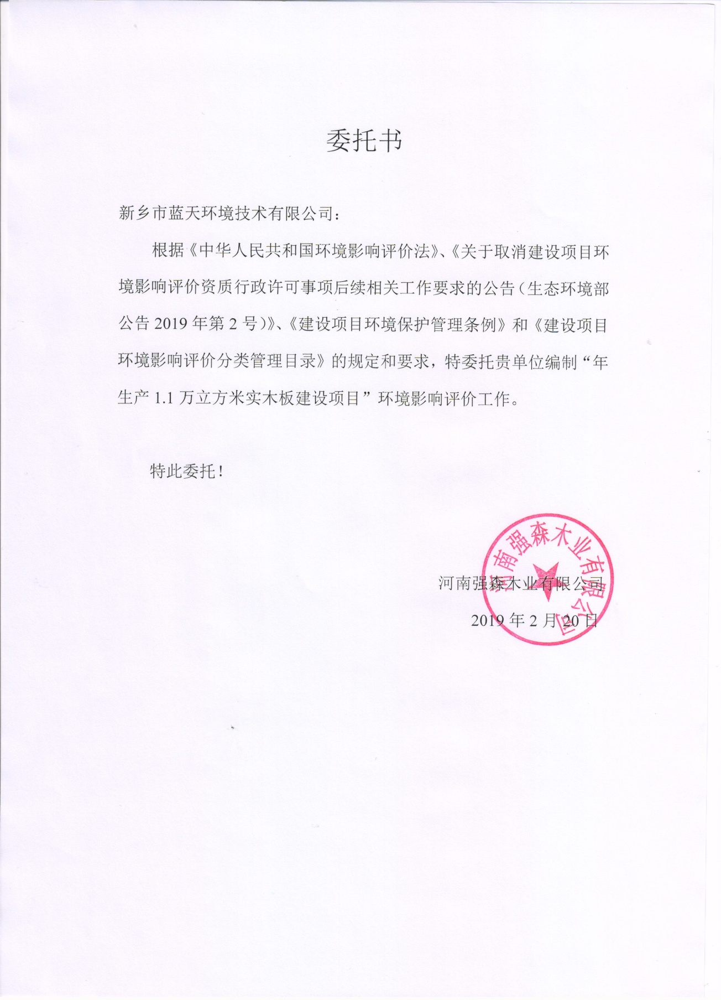 委托书
新乡市蓝天环境技术有限公司：
根据《中华人民共和国环境影响评价法》、《关于取消建设项目环
境影响评价资质行政许可事项后续相关工作要求的公告（生态环境部
公告 2019 年第 2 号）》、《建设项目环境保护管理条例》和《建设项目
环境影响评价分类管理目录》的规定和要求，特委托贵单位编制“年
生产 1.1 万立方米实木板建设项目”环境影响评价工作。
特此委托！
河南强森木业有限公司
河南强森木业有限公司
2019 年 2 月 20 日